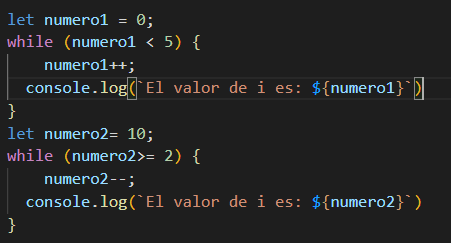 let numero1 = 0;
while (numero1 < 5) {
    numero1++;
  console.log(`El valor de i es: ${numero1}`)
}
let numero2= 10;
while (numero2>= 2) {
    numero2--;
  console.log(`El valor de i es: ${numero2}`)
}